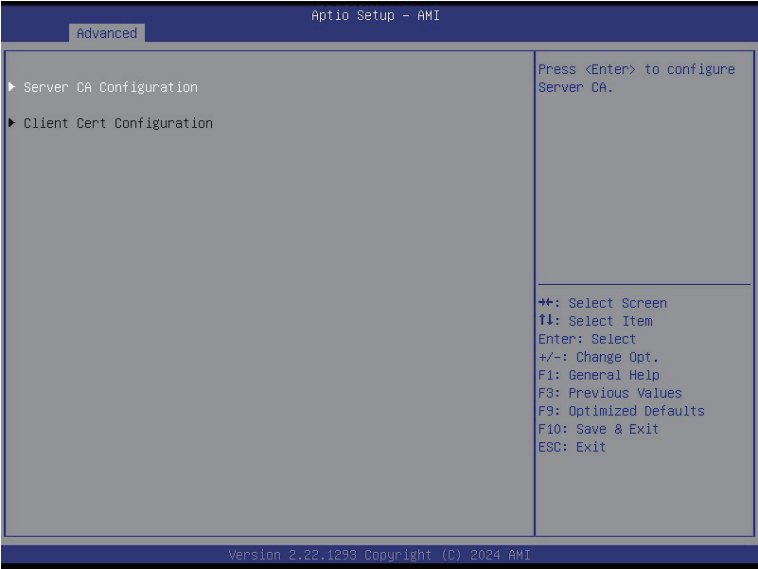 Aptio Setup – AMI
Advanced
▶ Server CA Configuration
▶ Client Cert Configuration
Press <Enter> to configure
Server CA.
→←: Select Screen
↑↓: Select Item
Enter: Select
+/-: Change Opt.
F1: General Help
F3: Previous Values
F9: Optimized Defaults
F10: Save & Exit
ESC: Exit
Version 2.22.1293 Copyright (C) 2024 AMI